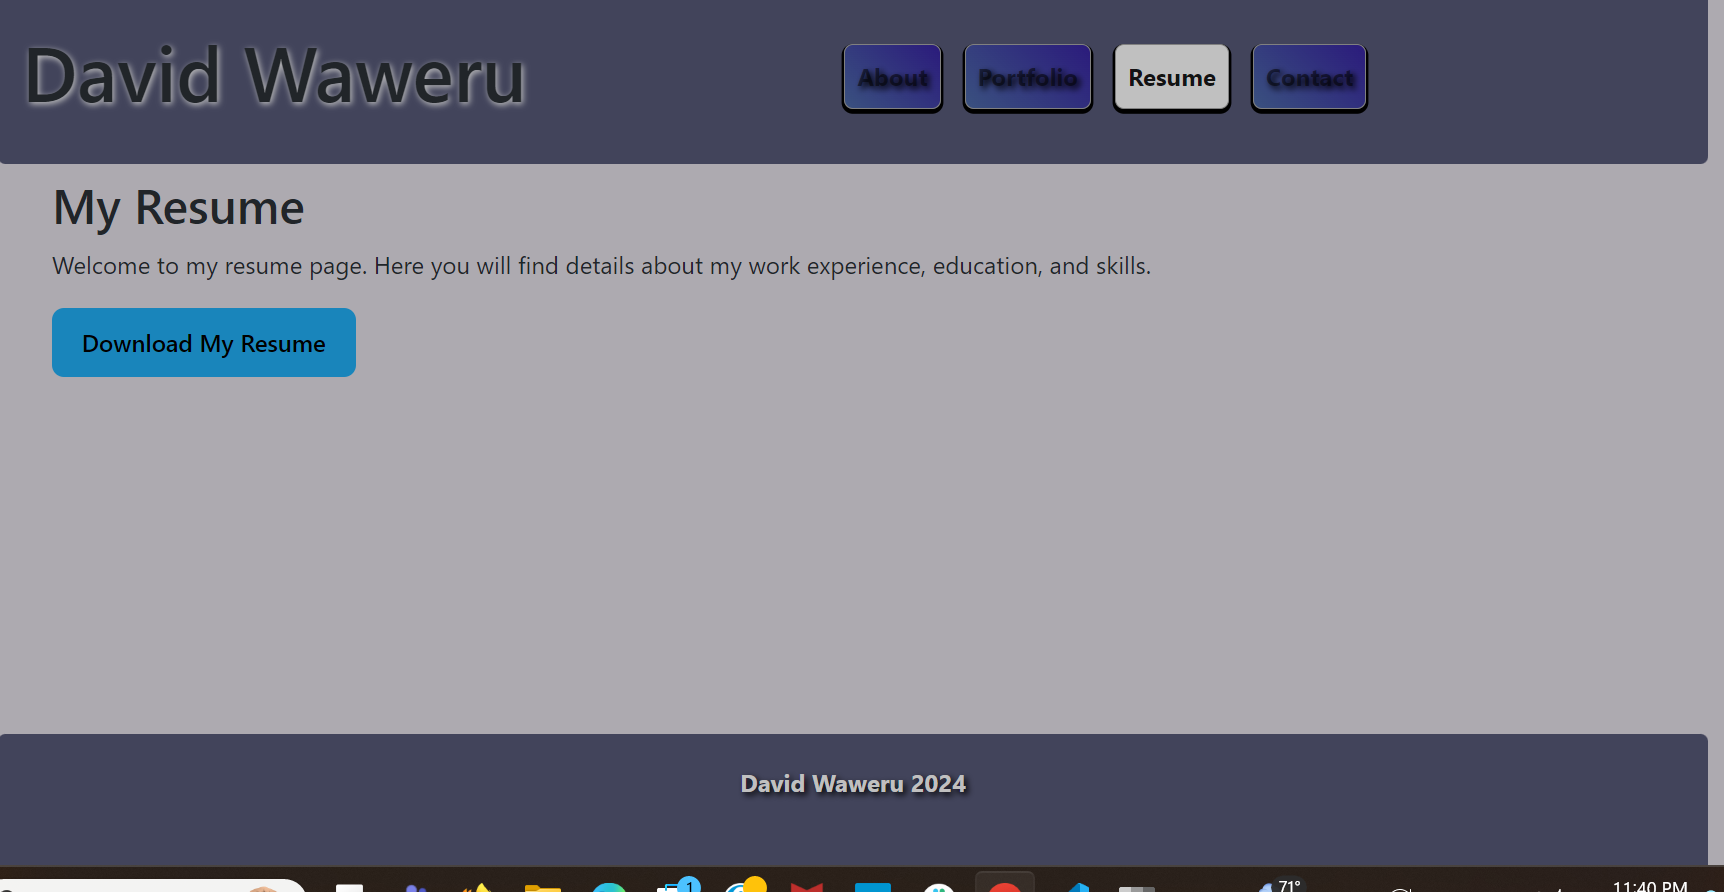 David Waweru
About Portfolio Resume Contact
My Resume
Welcome to my resume page. Here you will find details about my work experience, education, and skills.
Download My Resume
David Waweru 2024
1
71°
11:40 PM